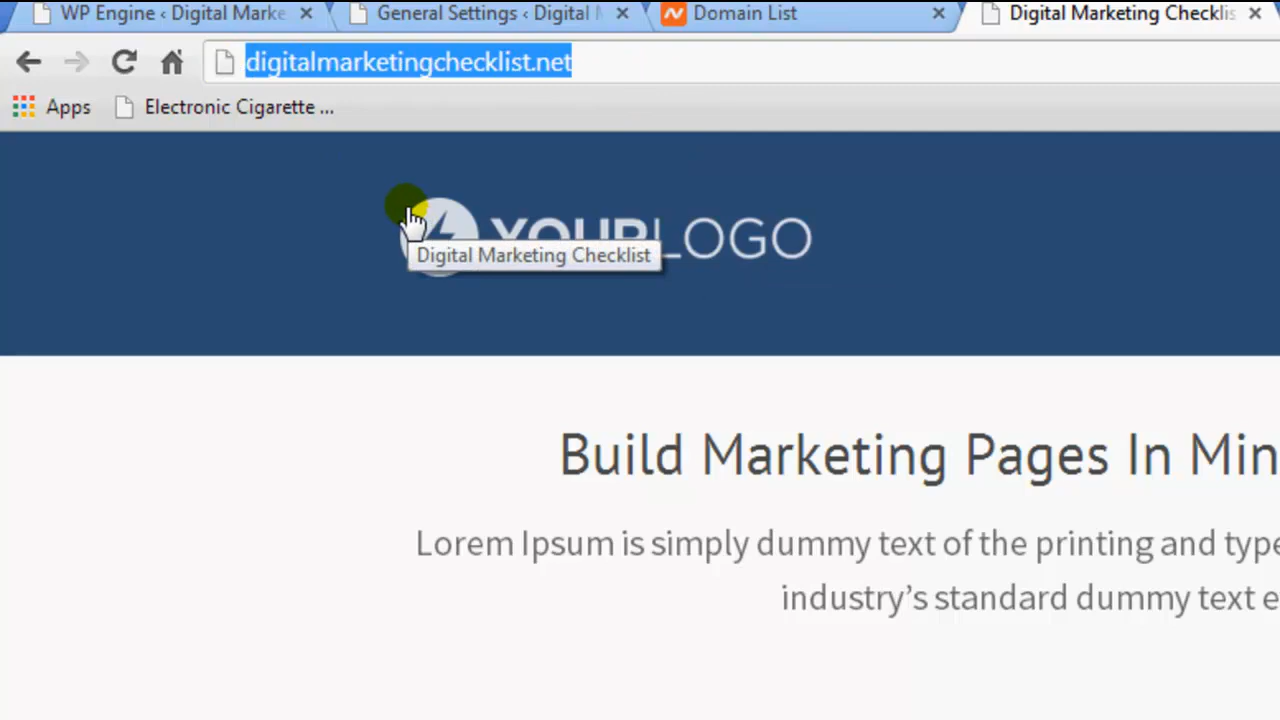 WP Engine ‹ Digital Marke
General Settings ‹ Digital
Domain List
Digital Marketing Checklis
digitalmarketingchecklist.net
Apps
Electronic Cigarette ...
YOURLOGO
Digital Marketing Checklist
Build Marketing Pages In Min
Lorem Ipsum is simply dummy text of the printing and type
industry’s standard dummy text e